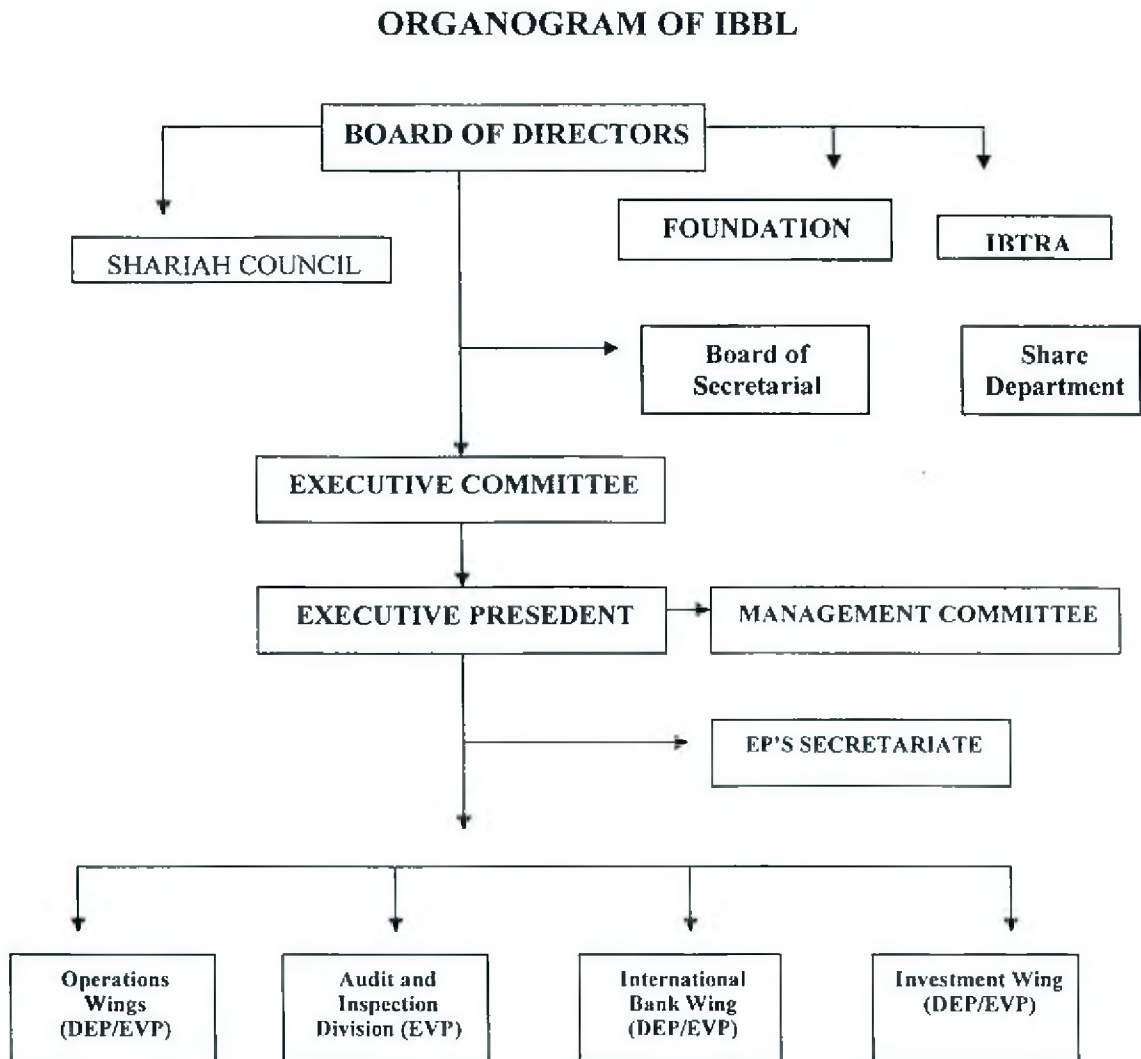 ORGANOGRAM OF IBBL
BOARD OF DIRECTORS
FOUNDATION
IBTRA
SHARIAH COUNCIL
Board of
Secretarial
Share
Department
EXECUTIVE COMMITTEE
EXECUTIVE PRESEDENT
MANAGEMENT COMMITTEE
EP'S SECRETARIATE
Operations
Wings
(DEP/EVP)
Audit and
Inspection
Division (EVP)
International
Bank Wing
(DEP/EVP)
Investment Wing
(DEP/EVP)